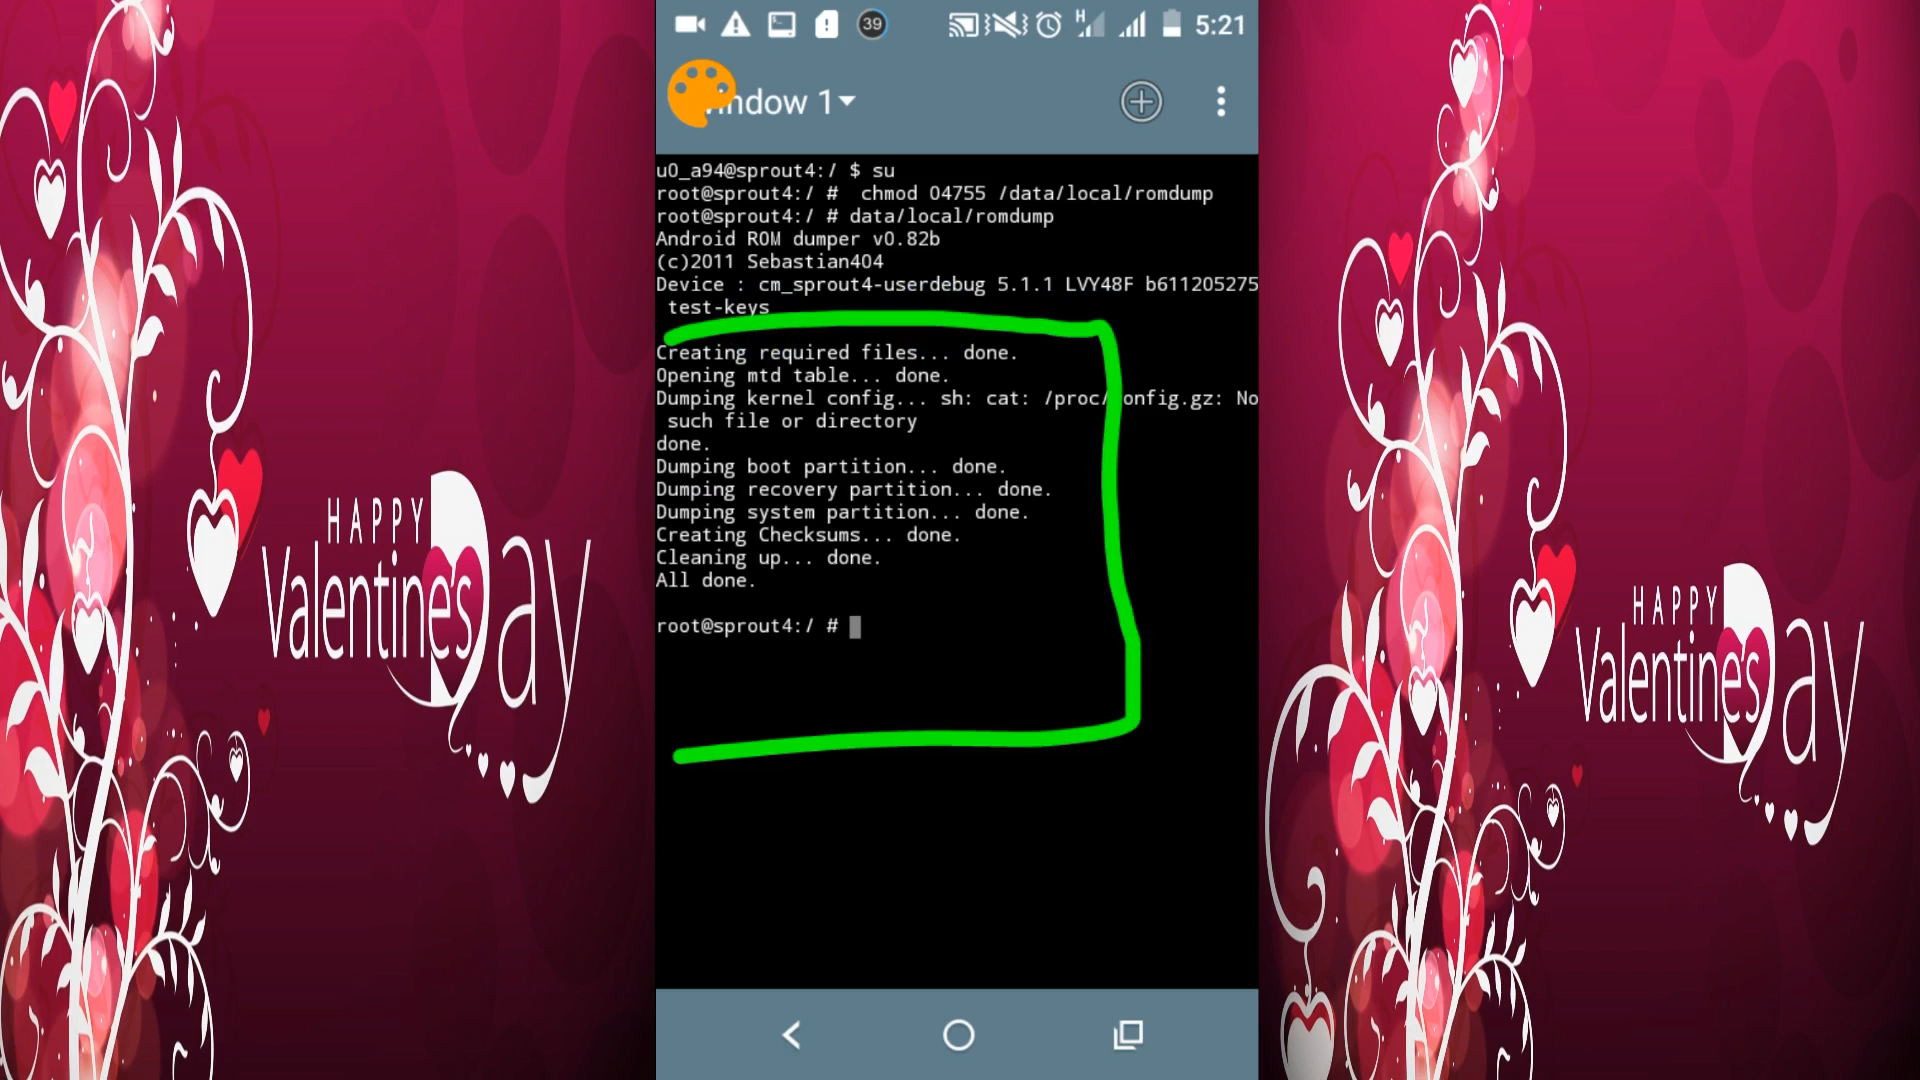 39
H
5:21
indow 1
u0_a94@sprout4:/ $ su
root@sprout4:/ #  chmod 04755 /data/local/romdump
root@sprout4:/ # data/local/romdump
Android ROM dumper v0.82b
(c)2011 Sebastian404
Device : cm_sprout4-userdebug 5.1.1 LVY48F b611205275
test-keys
Creating required files... done.
Opening mtd table... done.
Dumping kernel config... sh: cat: /proc/onfig.gz: No
such file or directory
done.
Dumping boot partition... done.
Dumping recovery partition... done.
Dumping system partition... done.
Creating Checksums... done.
Cleaning up... done.
All done.
root@sprout4:/ #
HAPPY
Valentine's Day
HAPPY
Valentine's Day